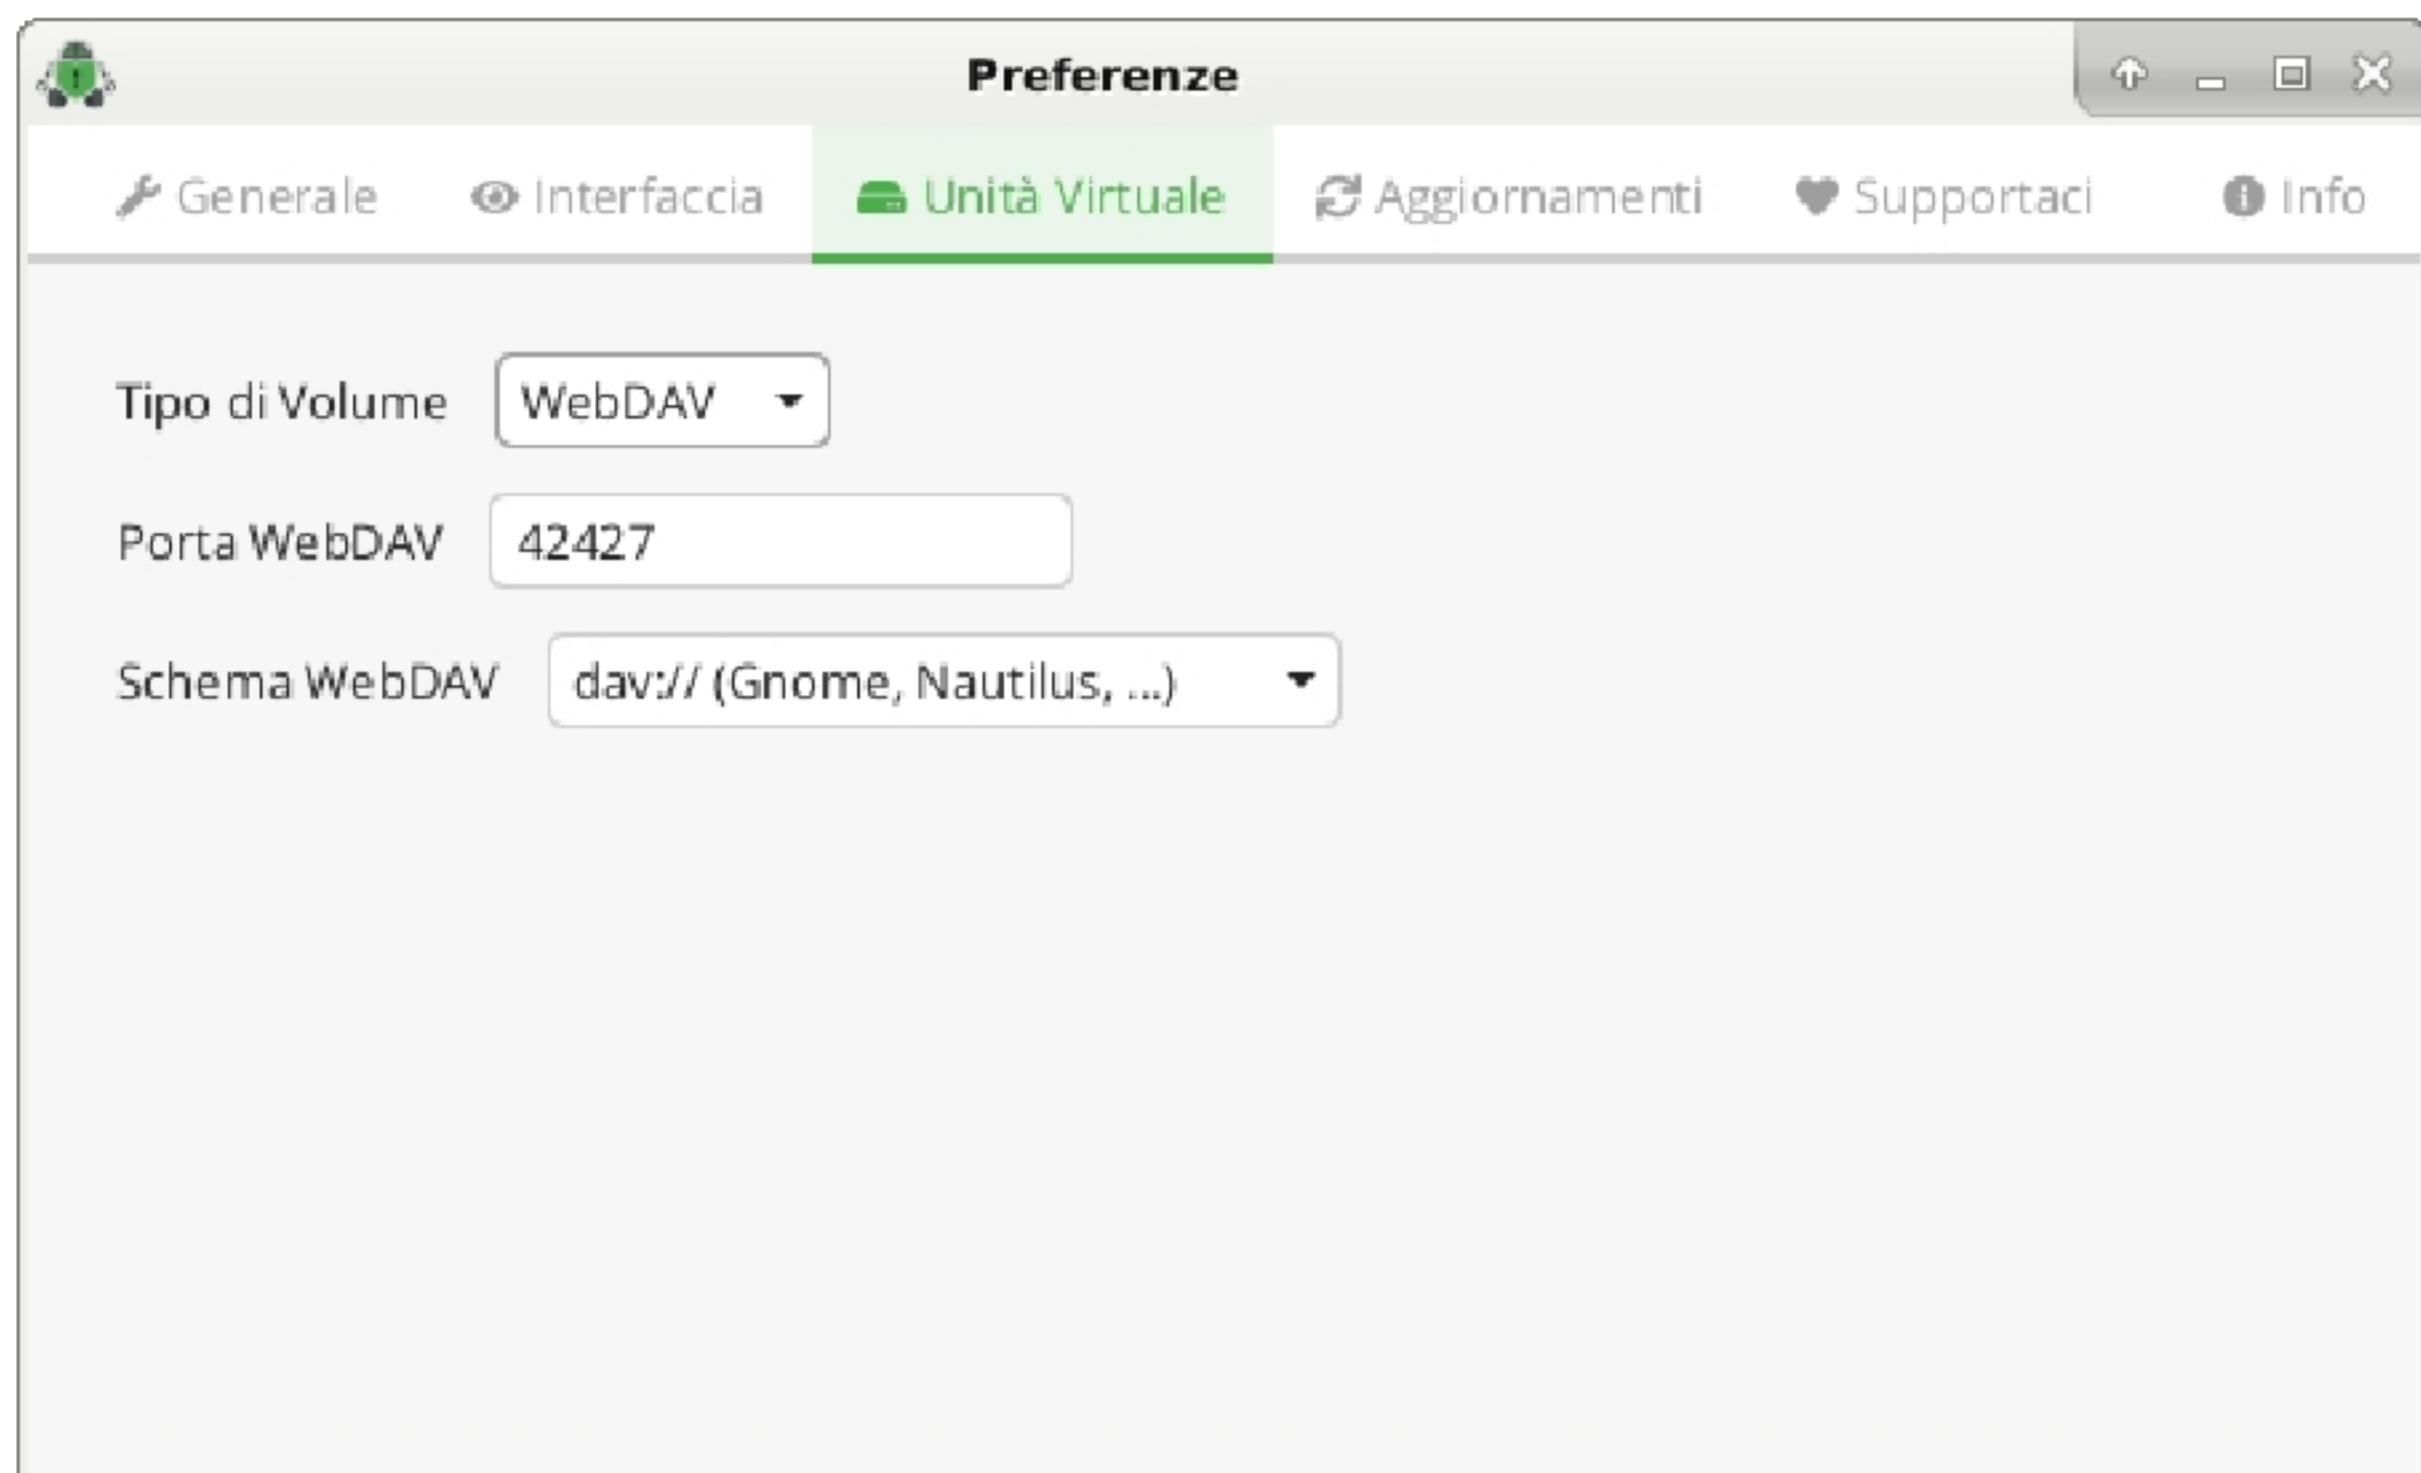 Preferenze
Generale Interfaccia Unità Virtuale Aggiornamenti Supportaci Info
Tipo di Volume WebDAV
Porta WebDAV 42427
Schema WebDAV dav:// (Gnome, Nautilus, ...)